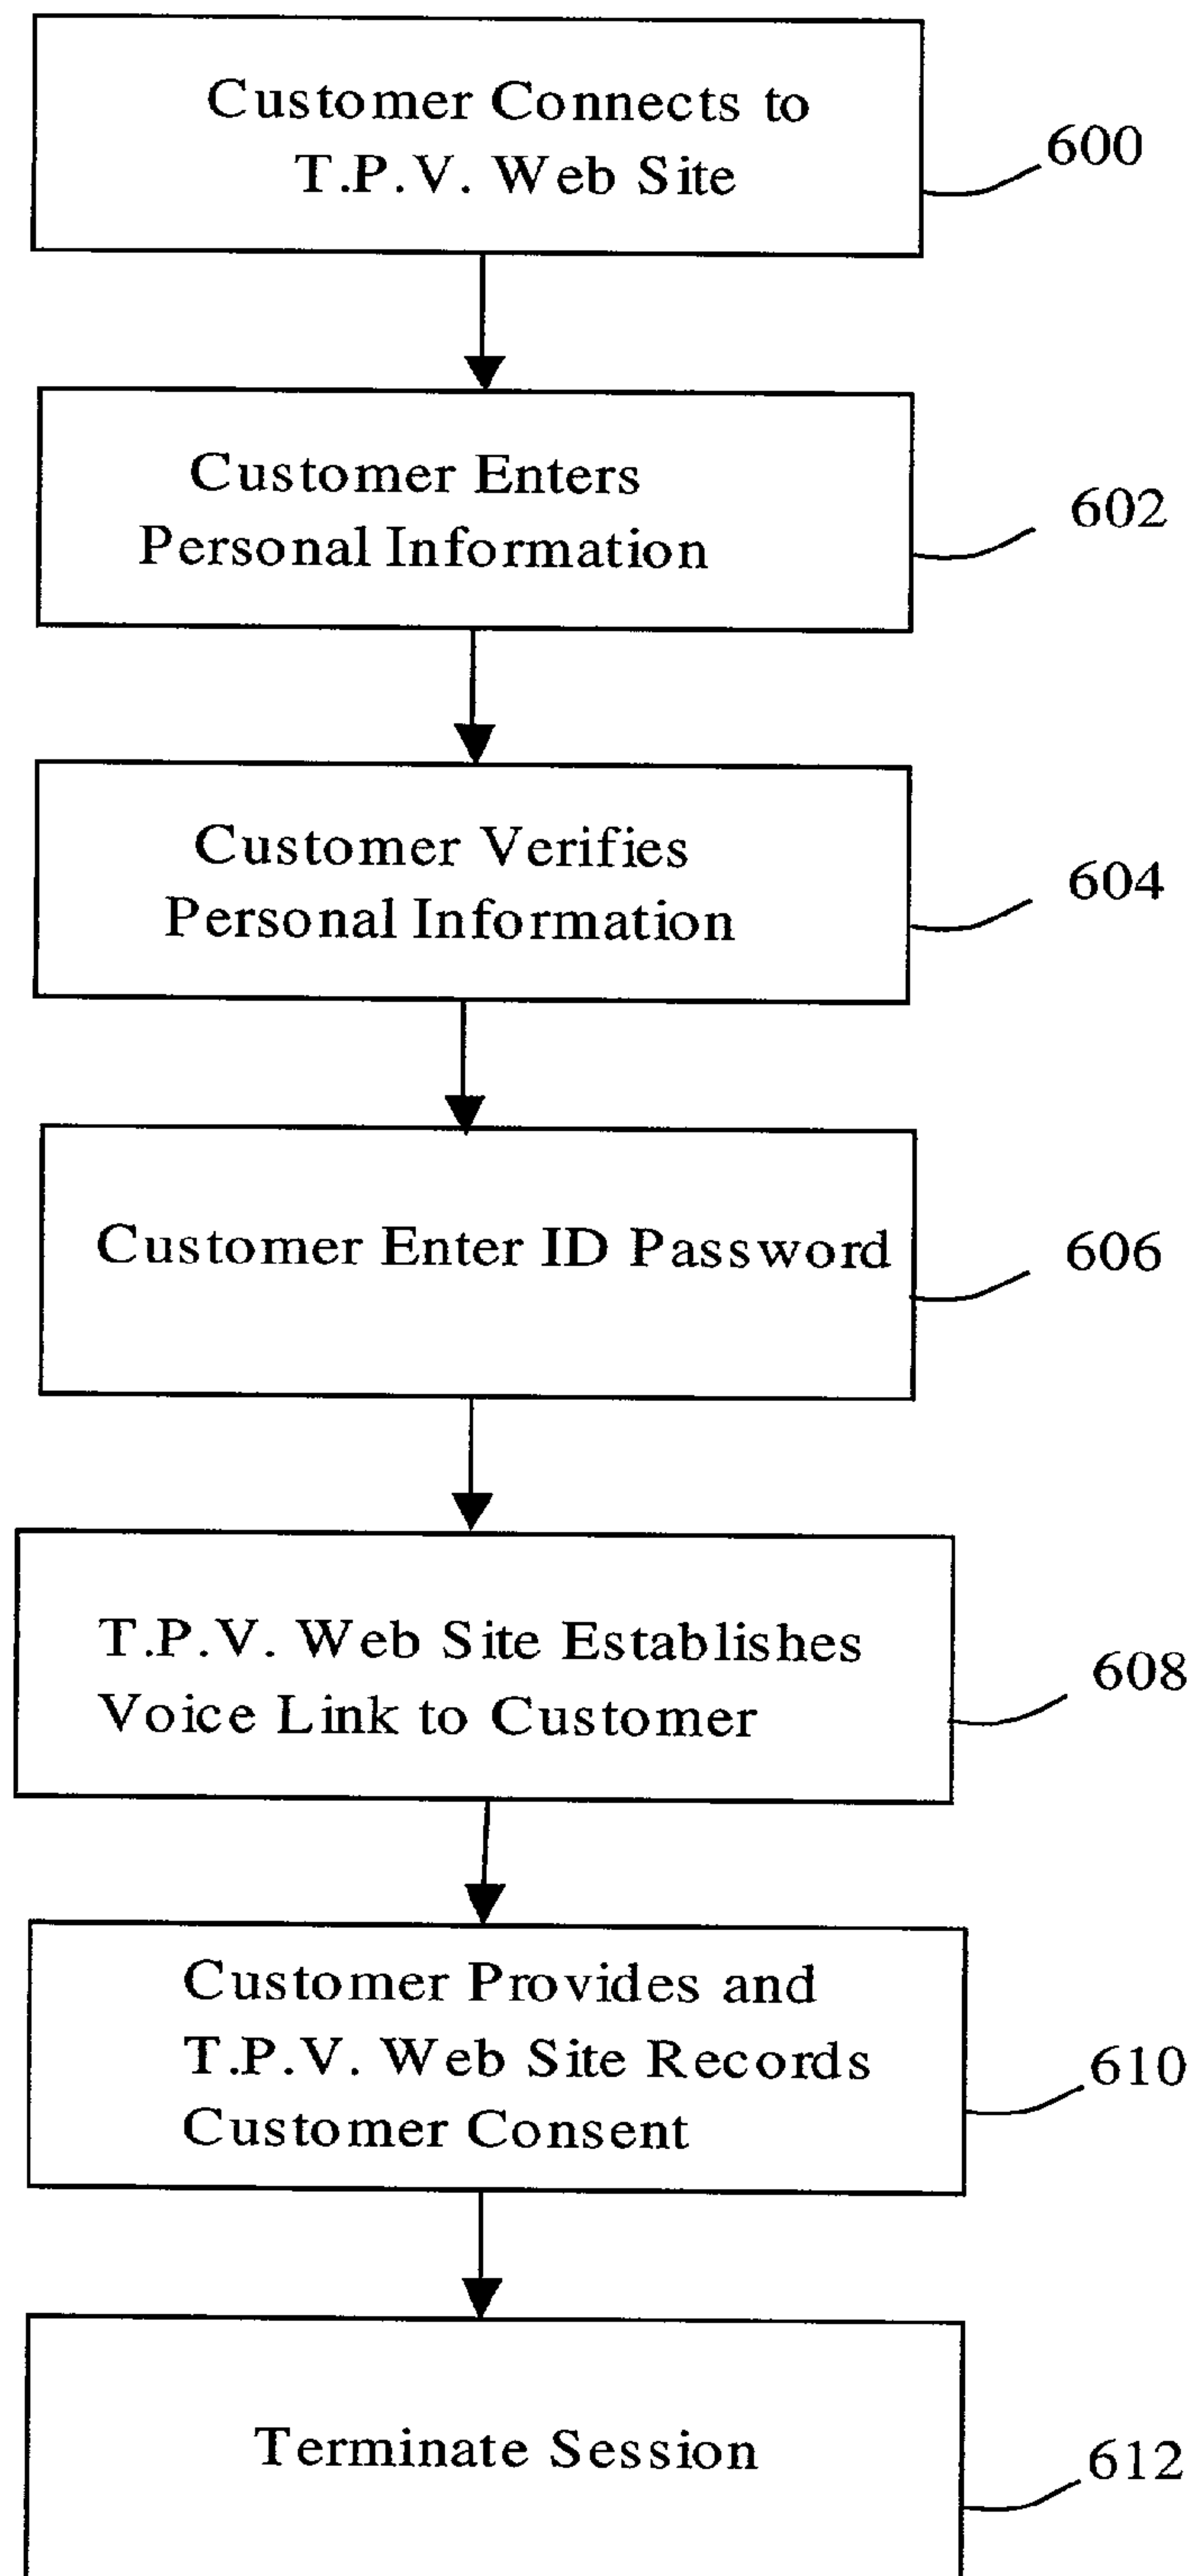 Customer Connects to
T.P.V. Web Site
600
Customer Enters
Personal Information
602
Customer Verifies
Personal Information
604
Customer Enter ID Password
606
T.P.V. Web Site Establishes
Voice Link to Customer
608
Customer Provides and
T.P.V. Web Site Records
Customer Consent
610
Terminate Session
612